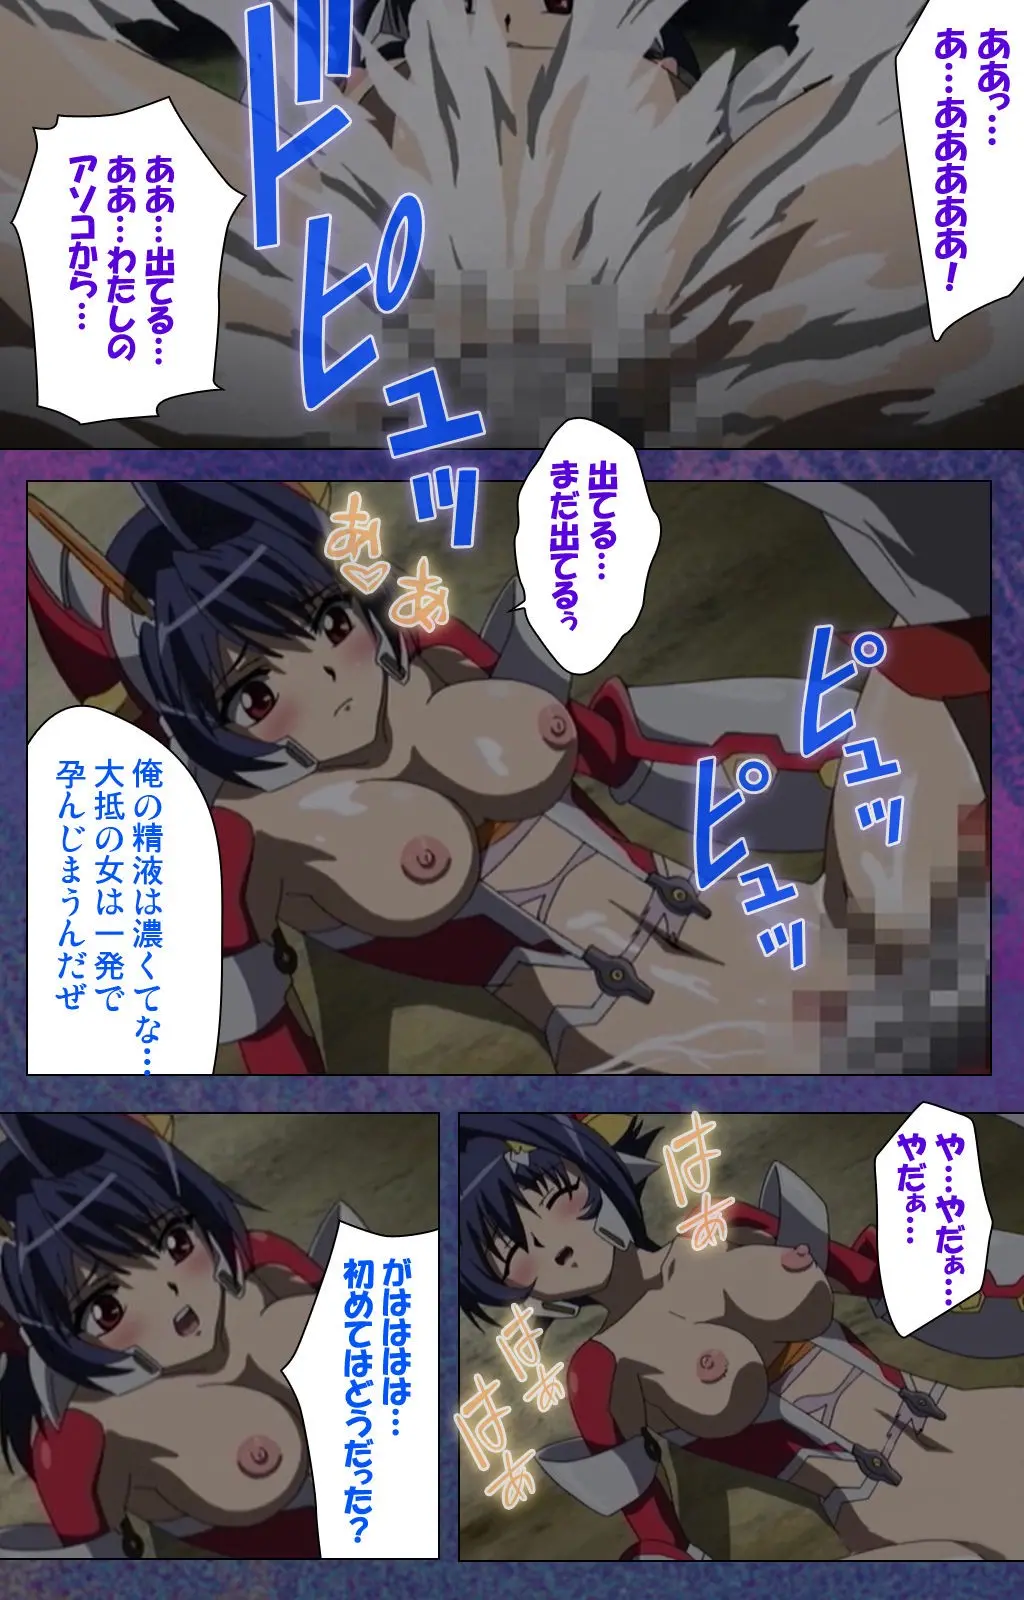 ああっ…
あ…あああああ！
ドピュッ
ああ…出てる…
ああ…わたしの
アソコから…
出てる…
まだ出てるぅ
あ♡あ
ピュッ
ピュッ
俺の精液は濃くてな…
大抵の女は一発で
孕んじまうんだぜ
や…やだぁ…
やだぁ…
はぁ
はぁ
はぁ
がはははは…
初めてはどうだった？